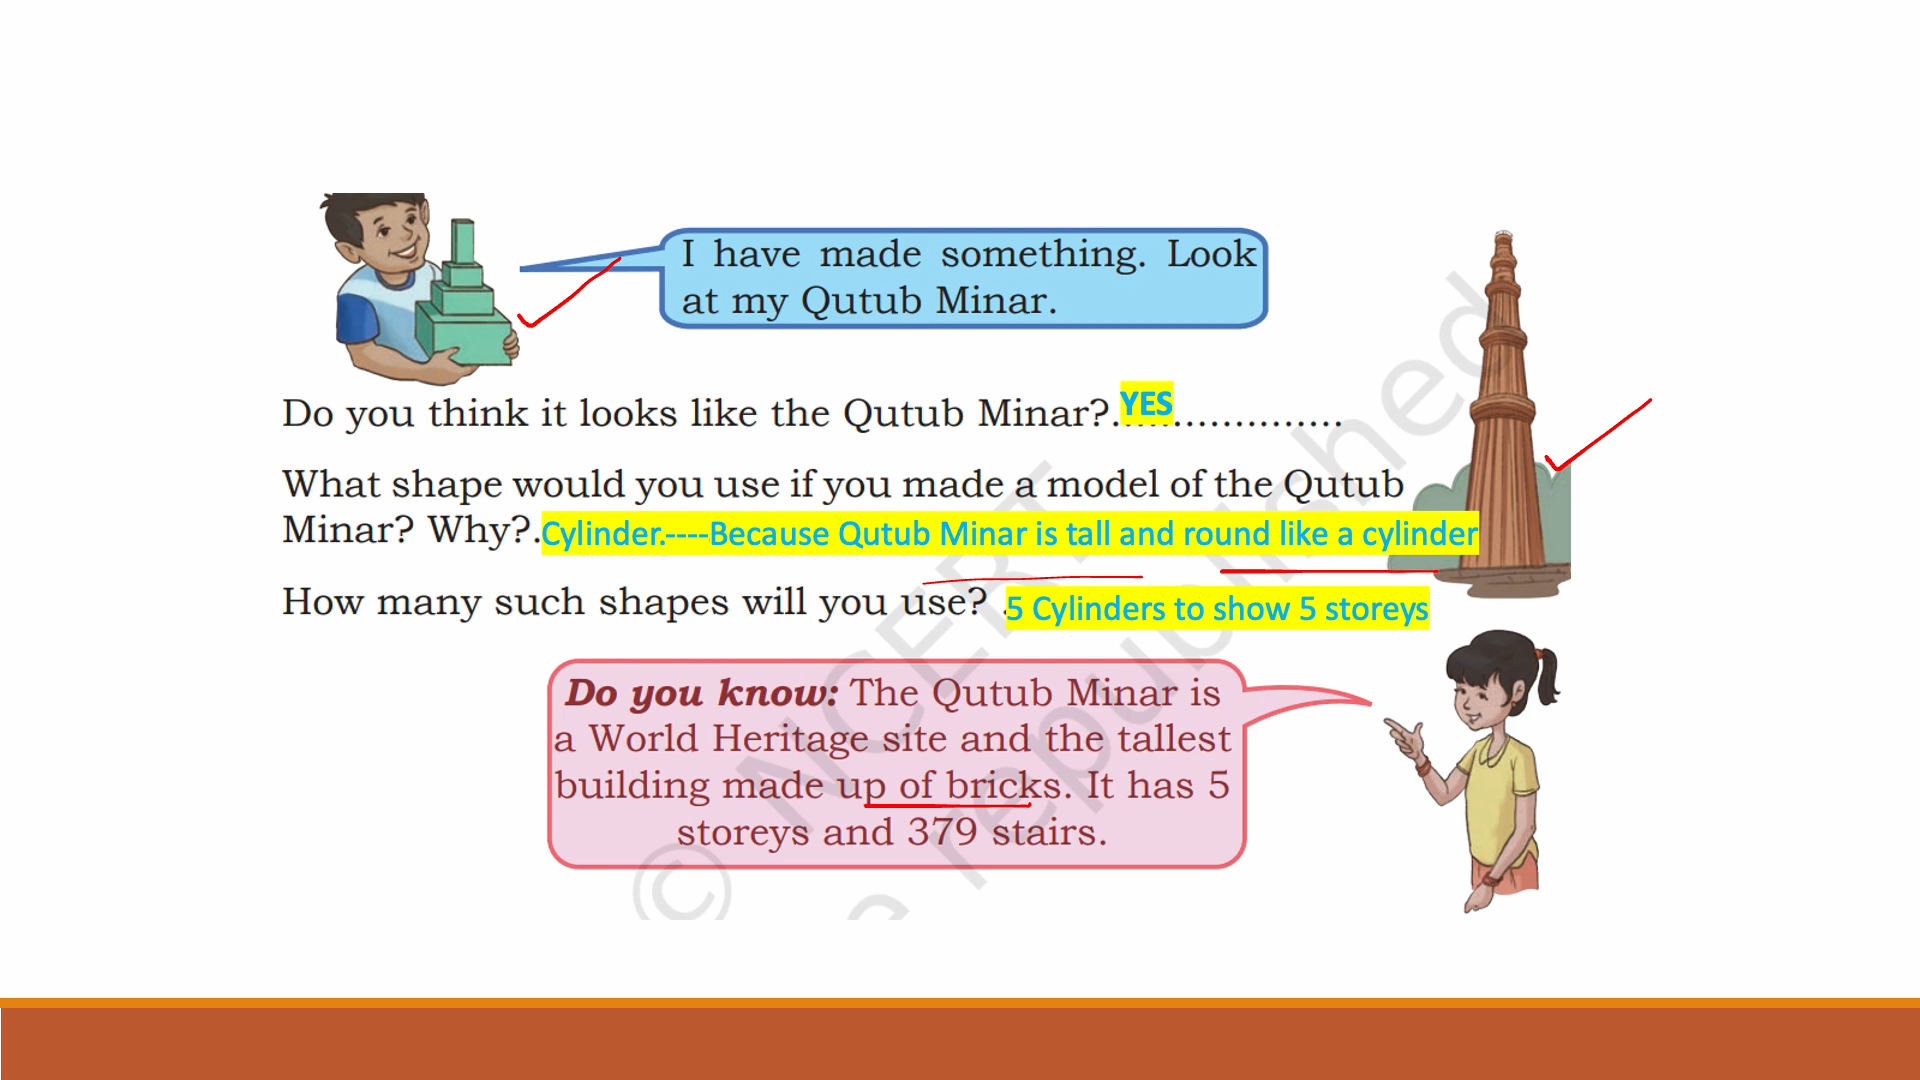 I have made something. Look
at my Qutub Minar.
Do you think it looks like the Qutub Minar?.YES...................
What shape would you use if you made a model of the Qutub
Minar? Why?.Cylinder.----Because Qutub Minar is tall and round like a cylinder
How many such shapes will you use? .5 Cylinders to show 5 storeys
Do you know: The Qutub Minar is
a World Heritage site and the tallest
building made up of bricks. It has 5
storeys and 379 stairs.
© NCERT
e republished